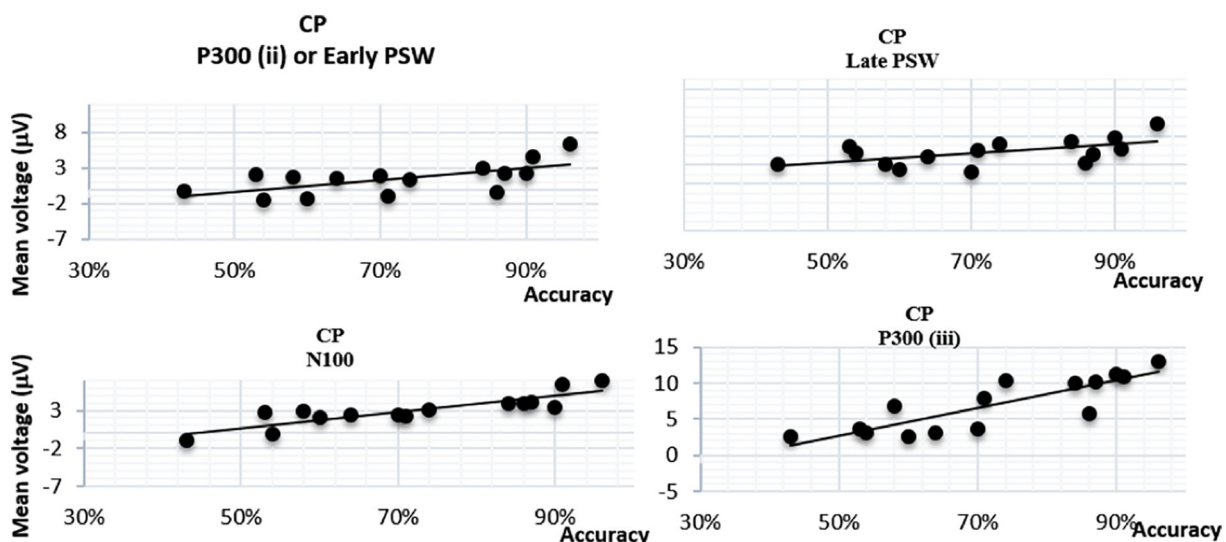 CP
P300 (ii) or Early PSW
Mean voltage (µV)
8
3
-2
-7
30% 50% 70% 90%
Accuracy
CP
Late PSW
30% 50% 70% 90%
Accuracy
CP
N100
Mean voltage (µV)
3
-2
-7
30% 50% 70% 90%
Accuracy
CP
P300 (iii)
15
10
5
0
-5
30% 50% 70% 90%
Accuracy